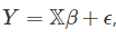 Y = 𝕏β + ϵ,